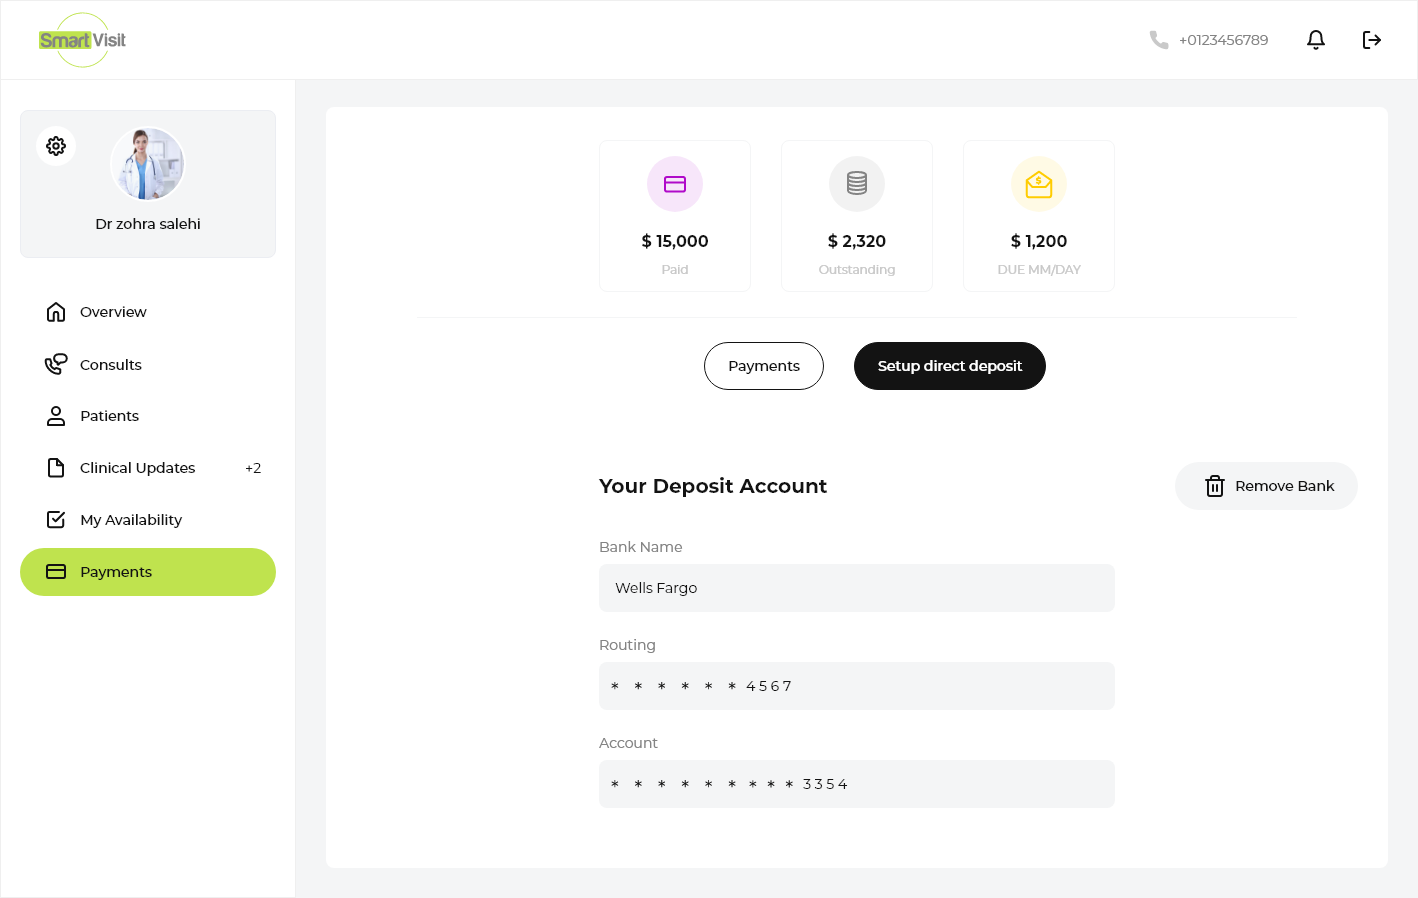 Smart Visit
+0123456789
Dr zohra salehi
Overview
Consults
Patients
Clinical Updates +2
My Availability
Payments
$ 15,000
Paid
$ 2,320
Outstanding
$ 1,200
DUE MM/DAY
Payments
Setup direct deposit
Your Deposit Account
Remove Bank
Bank Name
Wells Fargo
Routing
* * * * * * 4567
Account
* * * * * * * * * 3354